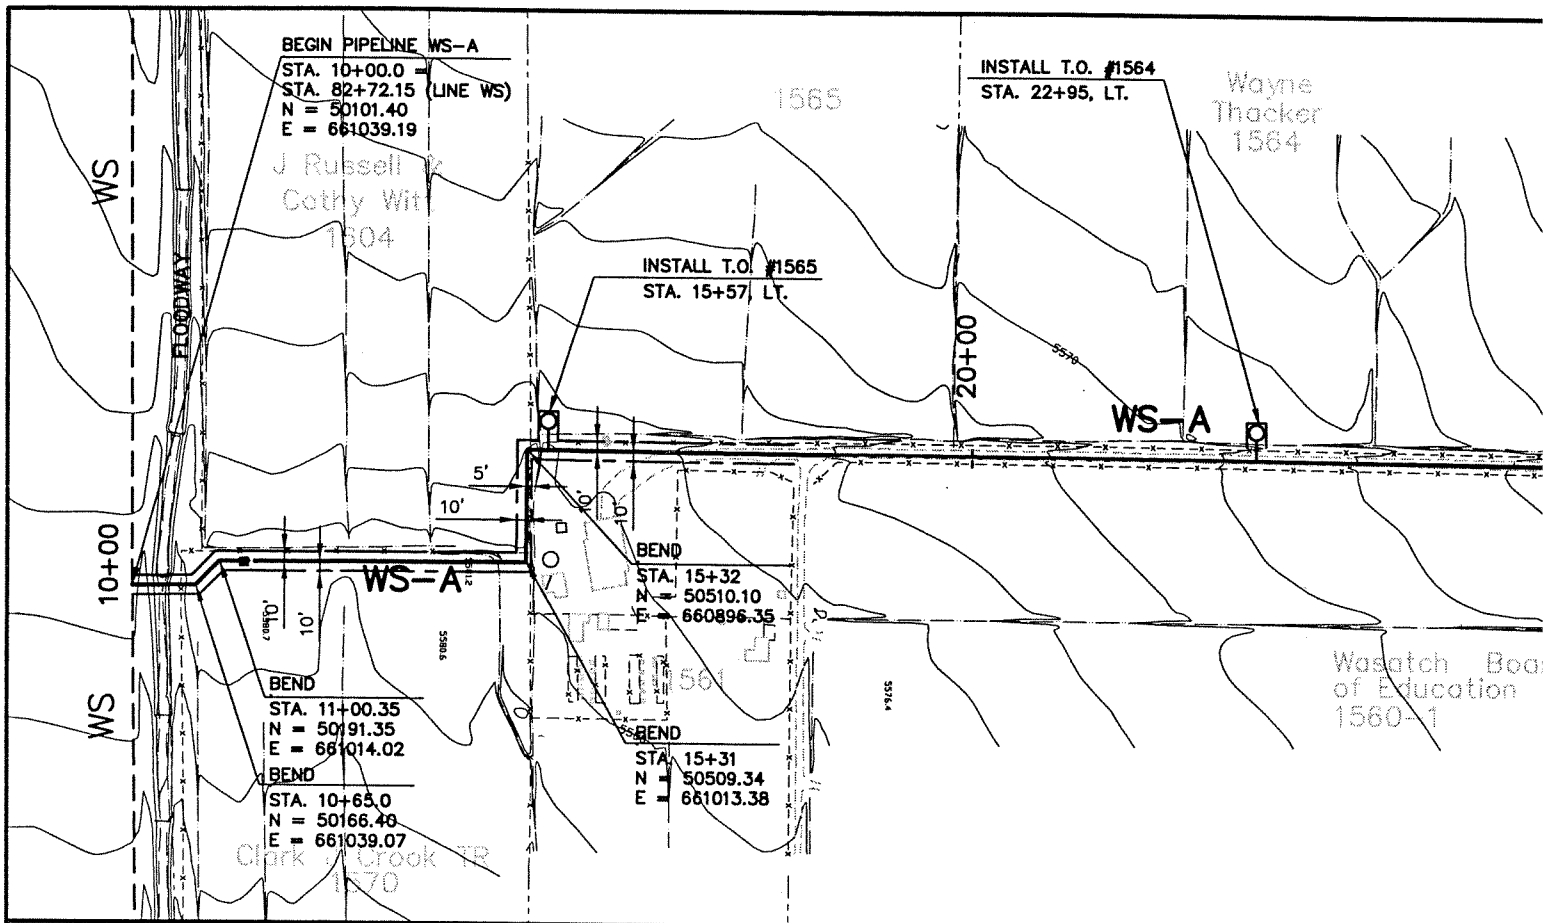 BEGIN PIPELINE WS-A
STA. 10+00.0 =
STA. 82+72.15 (LINE WS)
N = 50101.40
E = 661039.19
INSTALL T.O. #1564
STA. 22+95, LT.
1565
Wayne
Thacker
1564
WS
J Russell &
Cathy Witt
1604
FLOODWAY
INSTALL T.O. #1565
STA. 15+57, LT.
20+00
5570
WS-A
5'
10'
10'
10'
10+00
WS-A
10'
10'
5580.6
BEND
STA. 15+32
N = 50510.10
E = 660896.35
1561
5576.4
Wasatch Boa
of Education
1560-1
WS
BEND
STA. 11+00.35
N = 50191.35
E = 661014.02
BEND
STA. 15+31
N = 50509.34
E = 661013.38
BEND
STA. 10+65.0
N = 50166.40
E = 661039.07
Clark J Crook TR
1570